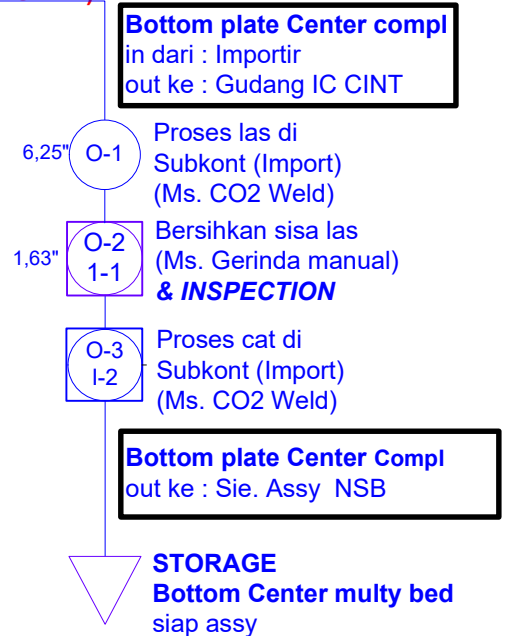 Bottom plate Center compl
in dari : Importir
out ke : Gudang IC CINT
6,25" O-1 Proses las di
Subkont (Import)
(Ms. CO2 Weld)
1,63" O-2 1-1 Bersihkan sisa las
(Ms. Gerinda manual)
& INSPECTION
O-3 I-2 Proses cat di
Subkont (Import)
(Ms. CO2 Weld)
Bottom plate Center Compl
out ke : Sie. Assy NSB
STORAGE
Bottom Center multy bed
siap assy